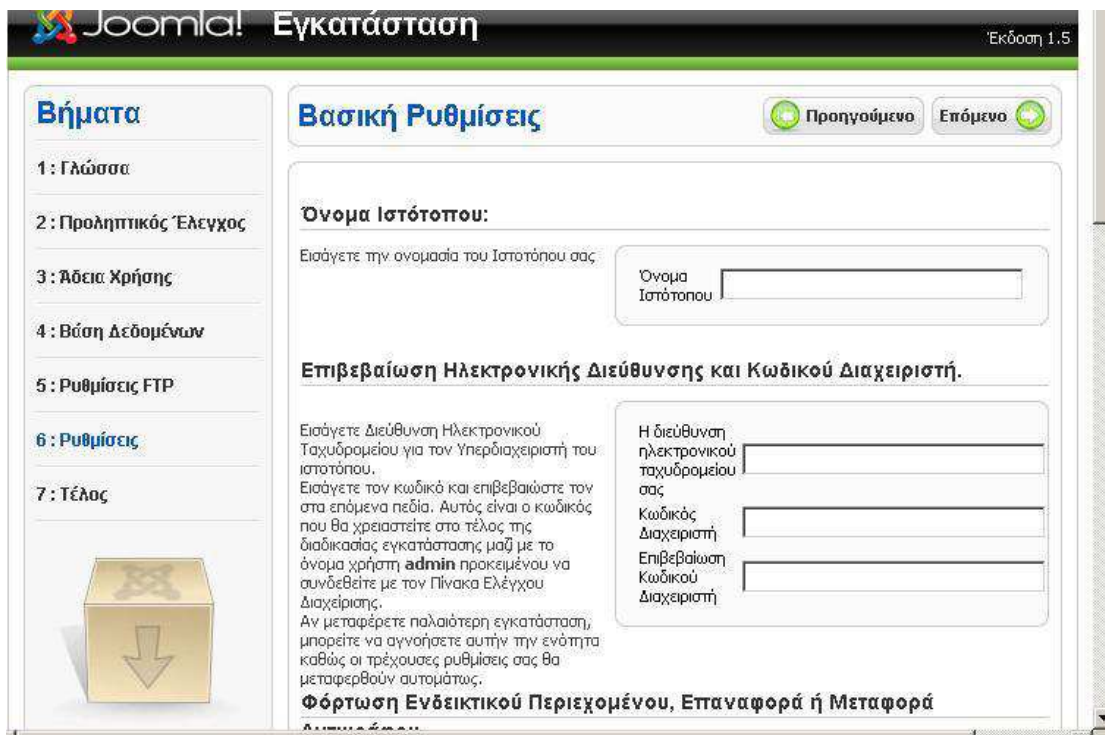 Joomla! Εγκατάσταση
Έκδοση 1.5
Βήματα
1 : Γλώσσα
2 : Προληπτικός Έλεγχος
3 : Άδεια Χρήσης
4 : Βάση Δεδομένων
5 : Ρυθμίσεις FTP
6 : Ρυθμίσεις
7 : Τέλος
Βασική Ρυθμίσεις
Προηγούμενο
Επόμενο
Όνομα Ιστότοπου:
Εισάγετε την ονομασία του Ιστοτόπου σας
Όνομα
Ιστότοπου
Επιβεβαίωση Ηλεκτρονικής Διεύθυνσης και Κωδικού Διαχειριστή.
Εισάγετε Διεύθυνση Ηλεκτρονικού
Ταχυδρομείου για τον Υπερδιαχειριστή του
ιστοτόπου.
Εισάγετε τον κωδικό και επιβεβαιώστε τον
στα επόμενα πεδία. Αυτός είναι ο κωδικός
που θα χρειαστείτε στο τέλος της
διαδικασίας εγκατάστασης μαζί με το
όνομα χρήστη admin προκειμένου να
συνδεθείτε με τον Πίνακα Ελέγχου
Διαχείρισης.
Αν μεταφέρετε παλαιότερη εγκατάσταση,
μπορείτε να αγνοήσετε αυτήν την ενότητα
καθώς οι τρέχουσες ρυθμίσεις σας θα
μεταφερθούν αυτομάτως.
Η διεύθυνση
ηλεκτρονικού
ταχυδρομείου
σας
Κωδικός
Διαχειριστή
Επιβεβαίωση
Κωδικού
Διαχειριστή
Φόρτωση Ενδεικτικού Περιεχομένου, Επαναφορά ή Μεταφορά